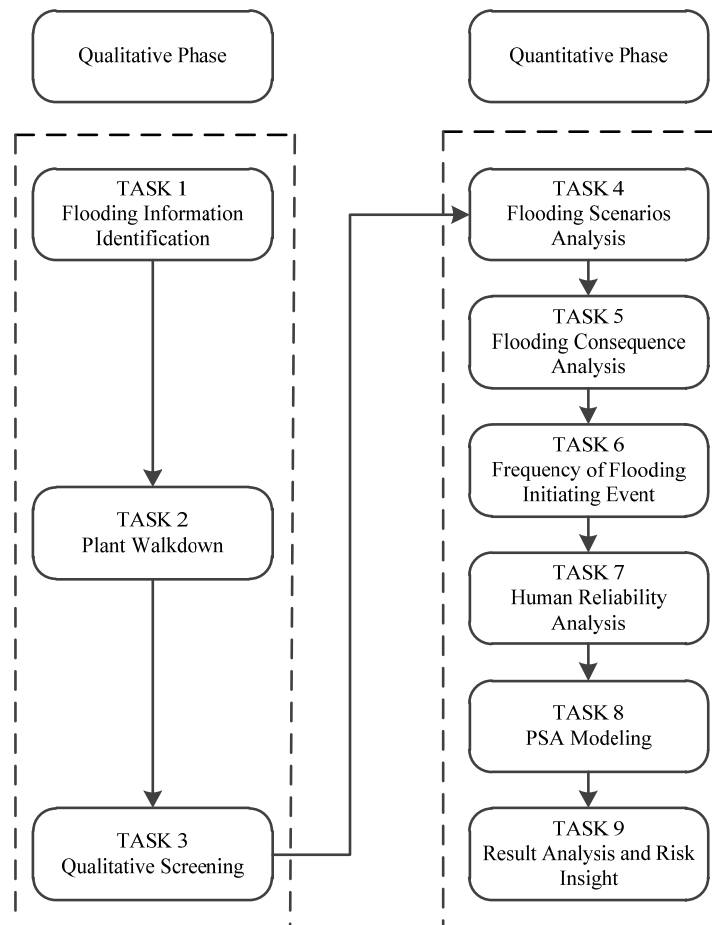 Qualitative Phase
Quantitative Phase
TASK 1
Flooding Information
Identification
TASK 2
Plant Walkdown
TASK 3
Qualitative Screening
TASK 4
Flooding Scenarios
Analysis
TASK 5
Flooding Consequence
Analysis
TASK 6
Frequency of Flooding
Initiating Event
TASK 7
Human Reliability
Analysis
TASK 8
PSA Modeling
TASK 9
Result Analysis and Risk
Insight